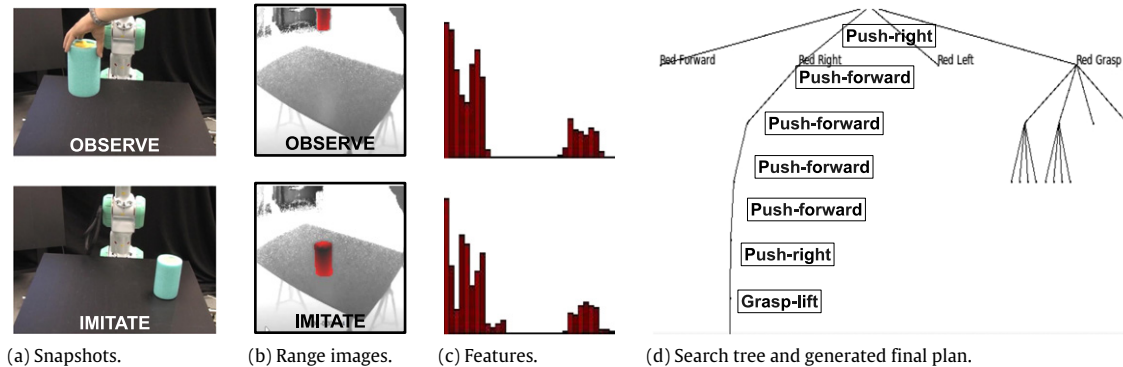 OBSERVE
IMITATE
(a) Snapshots.
OBSERVE
IMITATE
(b) Range images.
(c) Features.
Push-right
Red Forward
Red Right
Red Left
Red Grasp
Push-forward
Push-forward
Push-forward
Push-forward
Push-right
Grasp-lift
(d) Search tree and generated final plan.